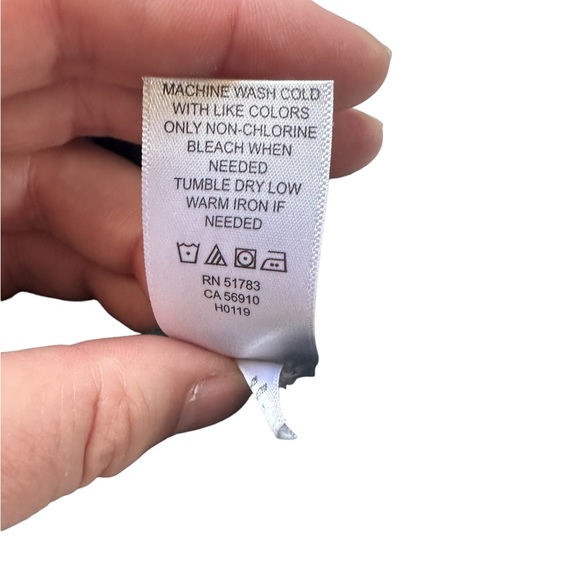 MACHINE WASH COLD
WITH LIKE COLORS
ONLY NON-CHLORINE
BLEACH WHEN
NEEDED
TUMBLE DRY LOW
WARM IRON IF
NEEDED
RN 51783
CA 56910
H0119